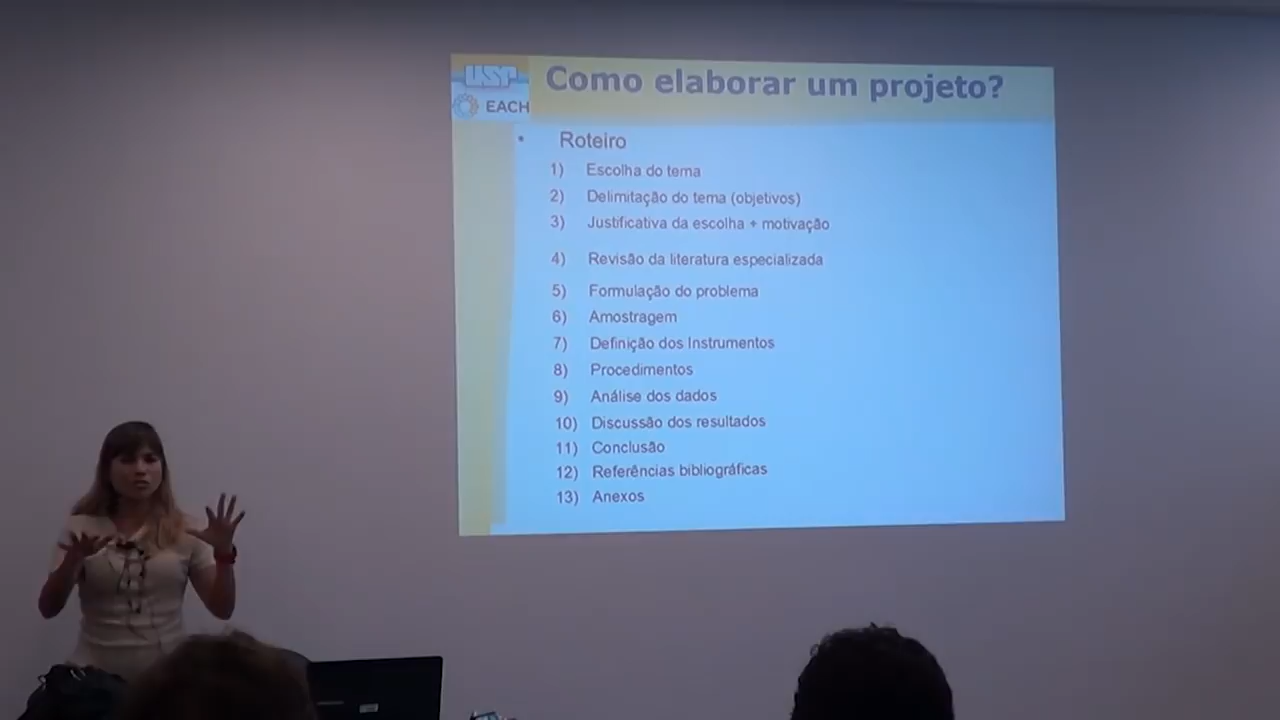 USP
EACH
Como elaborar um projeto?
• Roteiro
1) Escolha do tema
2) Delimitação do tema (objetivos)
3) Justificativa da escolha + motivação
4) Revisão da literatura especializada
5) Formulação do problema
6) Amostragem
7) Definição dos Instrumentos
8) Procedimentos
9) Análise dos dados
10) Discussão dos resultados
11) Conclusão
12) Referências bibliográficas
13) Anexos